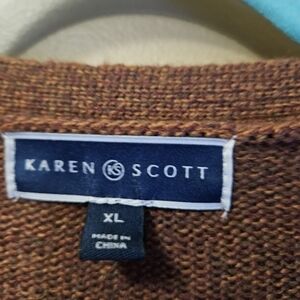 KAREN KS SCOTT
XL
MADE IN
CHINA